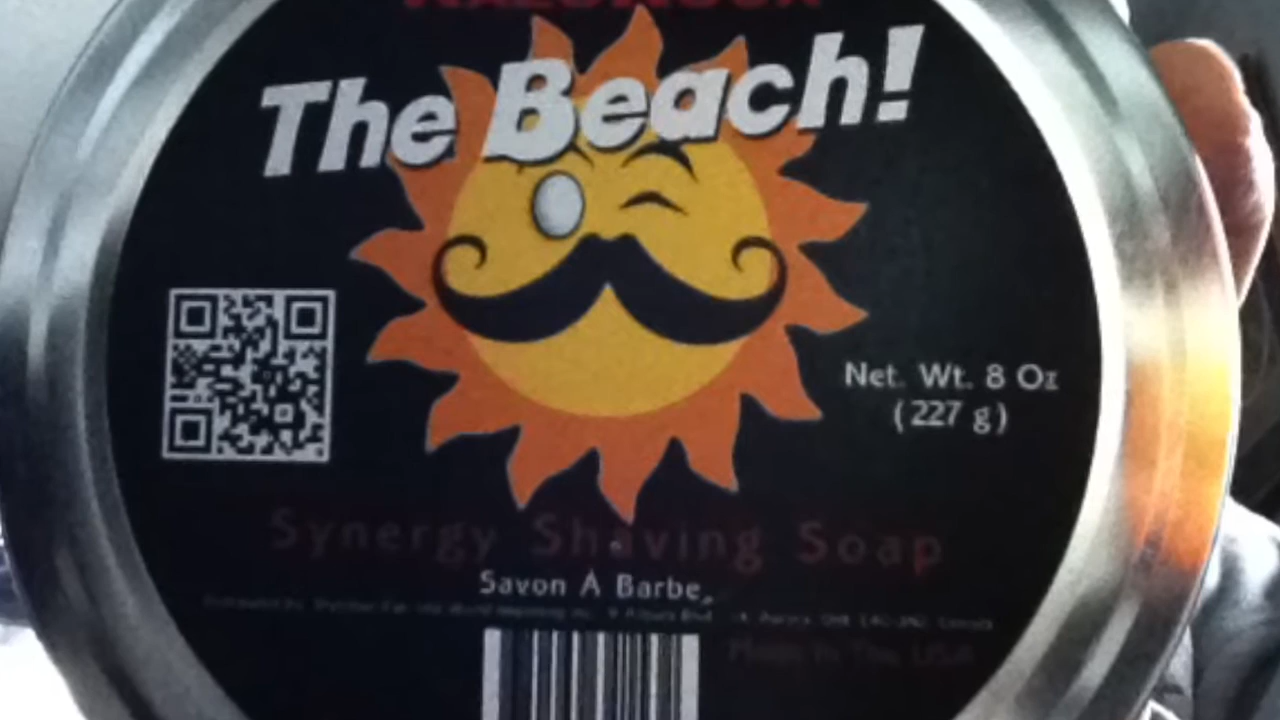 The Beach!
Net. Wt. 8 Oz
(227 g)
Synergy Shaving Soap
Savon À Barbe
Made In The USA